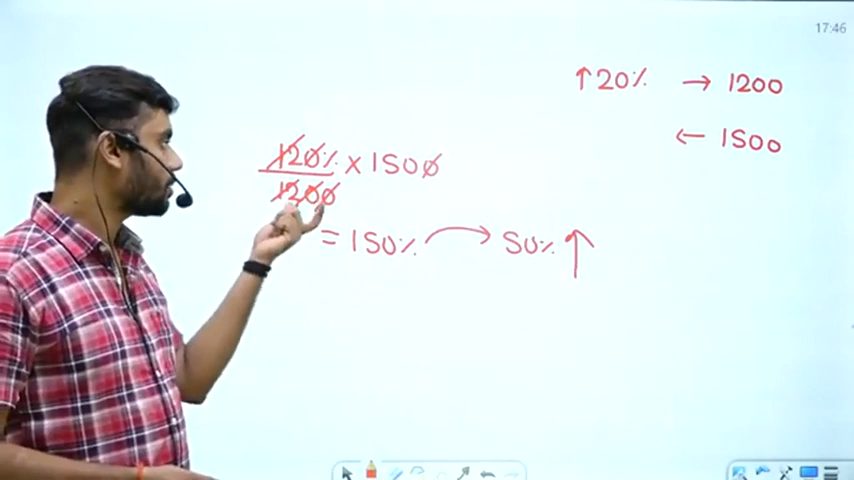 17:46
↑20% → 1200
← 1500
120% × 1500
1200
= 150% → 50% ↑